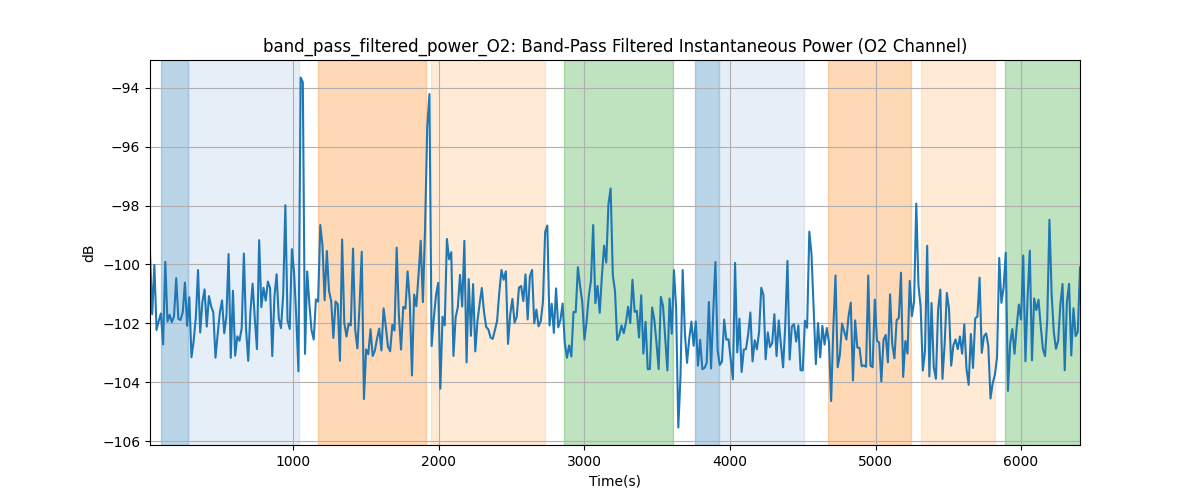 band_pass_filtered_power_O2: Band-Pass Filtered Instantaneous Power (O2 Channel)
dB
−94
−96
−98
−100
−102
−104
−106
1000 2000 3000 4000 5000 6000
Time(s)